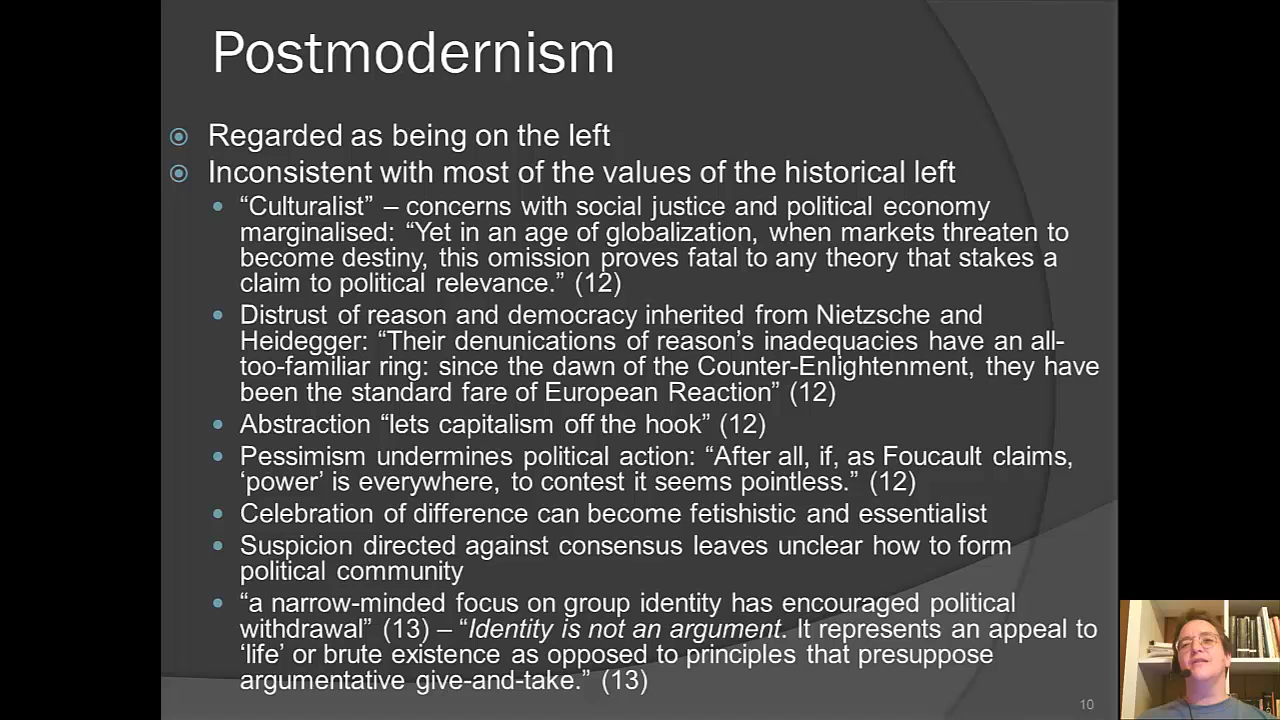 Postmodernism
Regarded as being on the left
Inconsistent with most of the values of the historical left
“Culturalist” – concerns with social justice and political economy
marginalised: “Yet in an age of globalization, when markets threaten to
become destiny, this omission proves fatal to any theory that stakes a
claim to political relevance.” (12)
Distrust of reason and democracy inherited from Nietzsche and
Heidegger: “Their denunications of reason’s inadequacies have an all-
too-familiar ring: since the dawn of the Counter-Enlightenment, they have
been the standard fare of European Reaction” (12)
Abstraction “lets capitalism off the hook” (12)
Pessimism undermines political action: “After all, if, as Foucault claims,
‘power’ is everywhere, to contest it seems pointless.” (12)
Celebration of difference can become fetishistic and essentialist
Suspicion directed against consensus leaves unclear how to form
political community
“a narrow-minded focus on group identity has encouraged political
withdrawal” (13) – “Identity is not an argument. It represents an appeal to
‘life’ or brute existence as opposed to principles that presuppose
argumentative give-and-take.” (13)
10